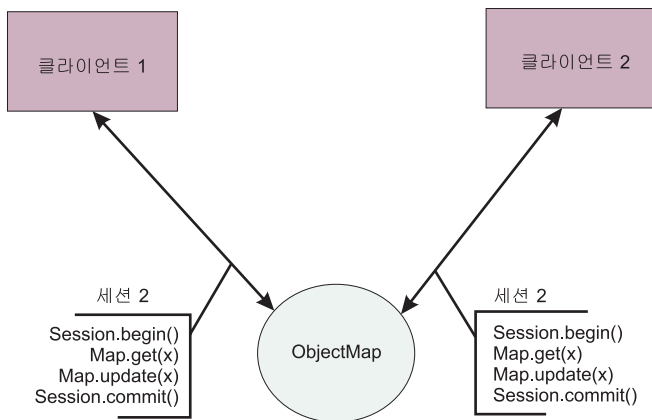 클라이언트 1
클라이언트 2
세션 2
Session.begin()
Map.get(x)
Map.update(x)
Session.commit()
ObjectMap
세션 2
Session.begin()
Map.get(x)
Map.update(x)
Session.commit()